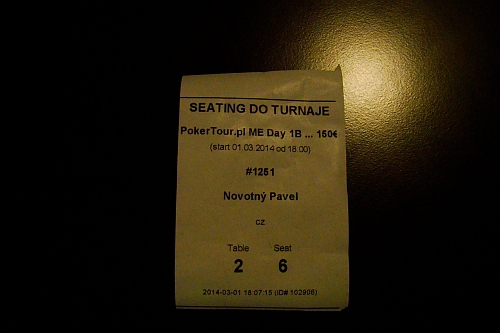 SEATING DO TURNAJE
PokerTour.pl ME Day 1B ... 150€
(start 01.03.2014 od 18:00)
#1251
Novotný Pavel
cz
Table Seat
2 6
2014-03-01 18:07:15 (ID# 102906)